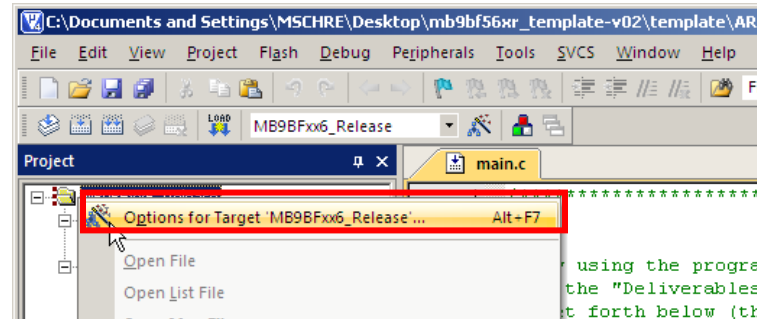 C:\Documents and Settings\MSCHRE\Desktop\mb9bf56xr_template-v02\template\AR
File Edit View Project Flash Debug Peripherals Tools SVCS Window Help
LOAD MB9BFxx6_Release
Project main.c
Options for Target 'MB9BFxx6_Release'... Alt+F7
Open File
using the progra
Open List File
the "Deliverables
t forth below (th